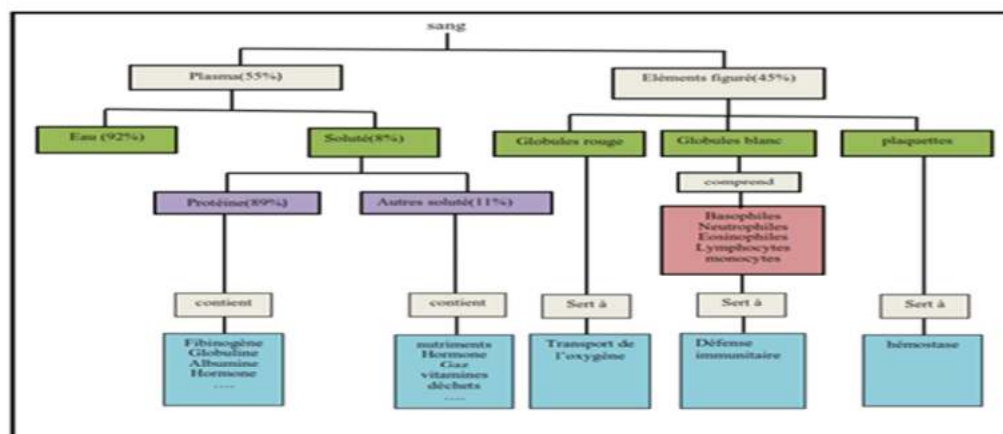 sang
Plasma(55%)
Eléments figuré(45%)
Eau (92%)
Soluté(8%)
Globules rouge
Globules blanc
plaquettes
comprend
Protéine(89%)
Autres soluté(11%)
Basophiles
Neutrophiles
Eosinophiles
Lymphocytes
monocytes
contient
contient
Sert à
Sert à
Sert à
Fibinogène
Globuline
Albumine
Hormone
....
nutriments
Hormone
Gaz
vitamines
déchets
....
Transport de
l'oxygène
Défense
immunitaire
hémostase